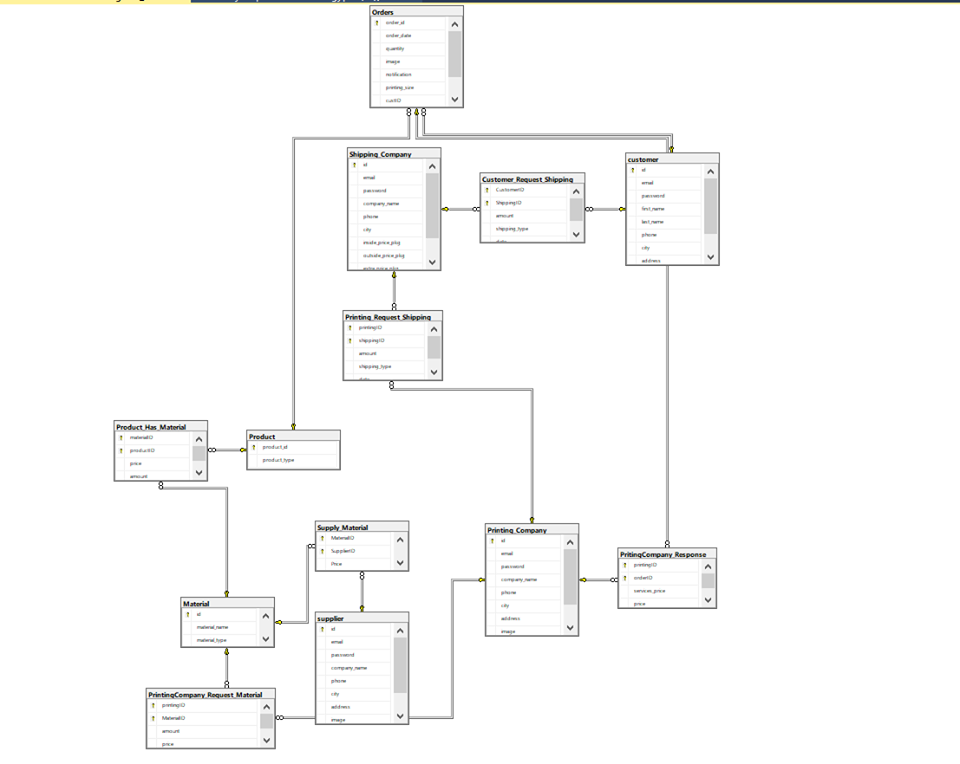 Orders
order_id
order_date
quantity
image
notification
printing_size
custID
Shipping_Company
id
email
password
company_name
phone
city
inside_price_pkg
outside_price_pkg
Customer_Request_Shipping
CustomerID
ShippingID
amount
shipping_type
date
customer
id
email
password
first_name
last_name
phone
city
address
Printing_Request_Shipping
printingID
shippingID
amount
shipping_type
date
Product_Has_Material
materialID
productID
price
amount
Product
product_id
product_type
Supply_Material
MaterialID
SupplierID
Price
Printing_Company
id
email
password
company_name
phone
city
address
image
PritingCompany_Response
printingID
orderID
services_price
price
Material
id
material_name
material_type
supplier
id
email
password
company_name
phone
city
address
image
PrintingCompany_Request_Material
printingID
MaterialID
amount
price